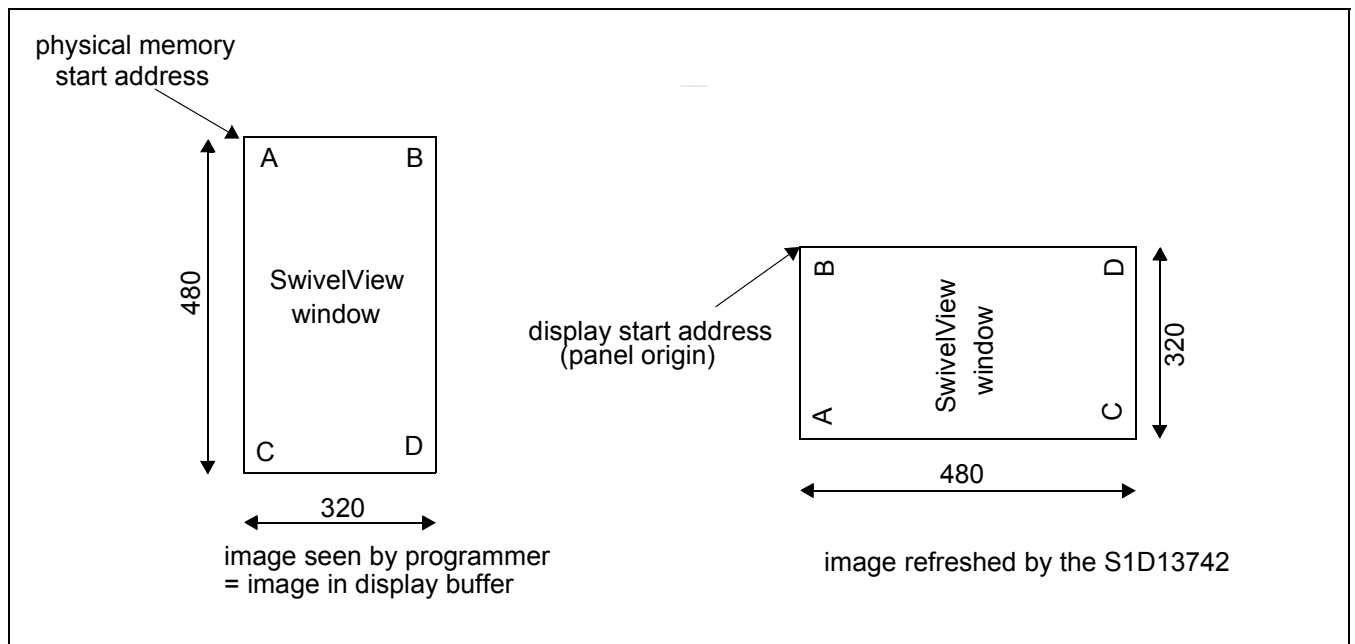 physical memory
start address
A
B
480
SwivelView
window
C
D
320
image seen by programmer
= image in display buffer
display start address
(panel origin)
B
D
SwivelView
window
320
A
C
480
image refreshed by the S1D13742